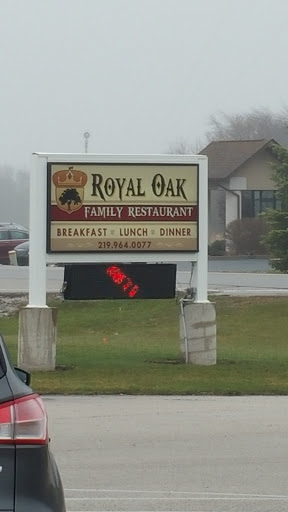 ROYAL OAK
FAMILY RESTAURANT
BREAKFAST LUNCH DINNER
219.964.0077